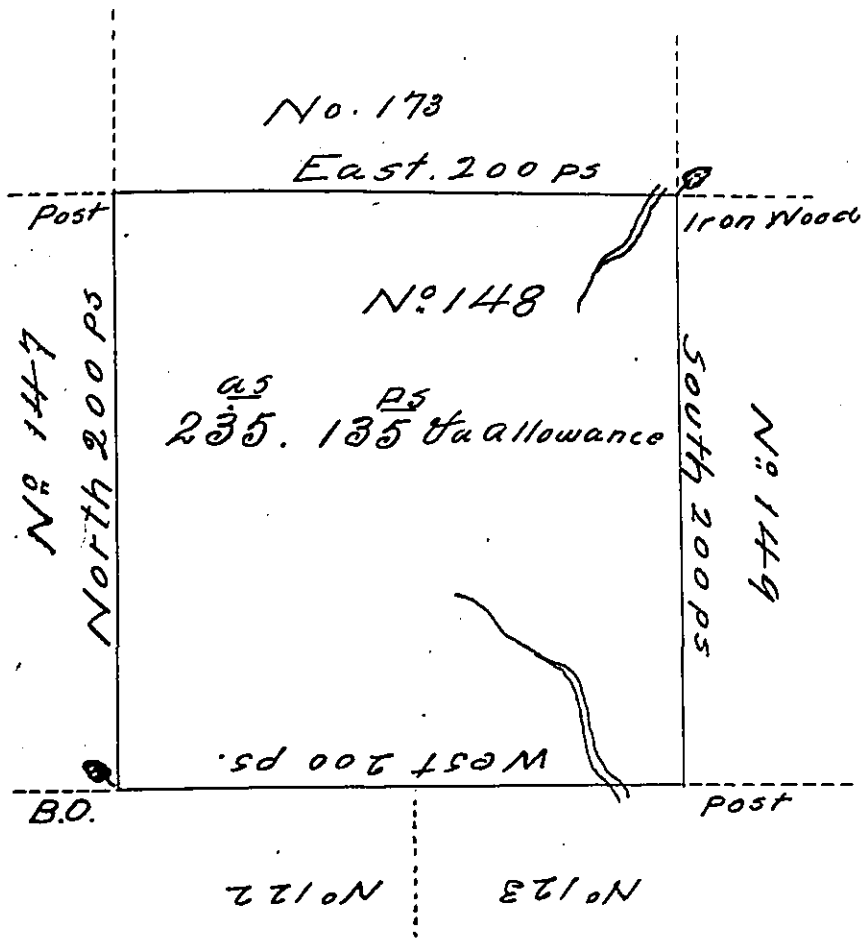 No. 173
East. 200 ps
Post
Iron Wood
No 148
No 147
North 200 ps
as ps
235. 135 &a allowance
South 200 ps
No 149
West 200 ps.
B.O.
Post
No 122
No 123